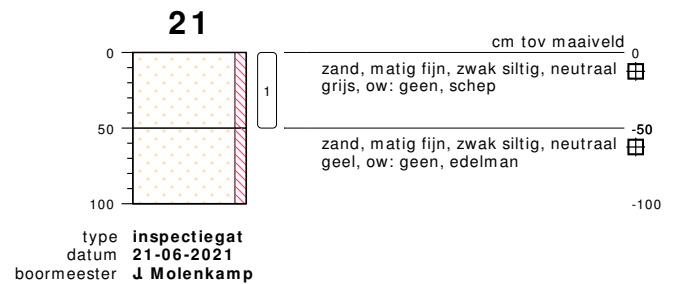 21
cm tov maaiveld
0 0
1
zand, matig fijn, zwak siltig, neutraal
grijs, ow: geen, schep
50 -50
zand, matig fijn, zwak siltig, neutraal
geel, ow: geen, edelman
100 -100
type inspectiegat
datum 21-06-2021
boormeester J. Molenkamp